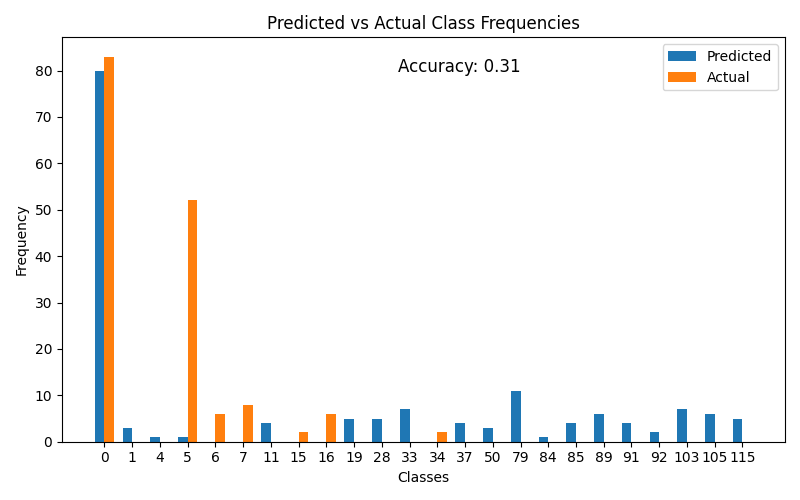 Predicted vs Actual Class Frequencies
Accuracy: 0.31
Predicted
Actual
Frequency
80
70
60
50
40
30
20
10
0
0 1 4 5 6 7 11 15 16 19 28 33 34 37 50 79 84 85 89 91 92 103 105 115
Classes